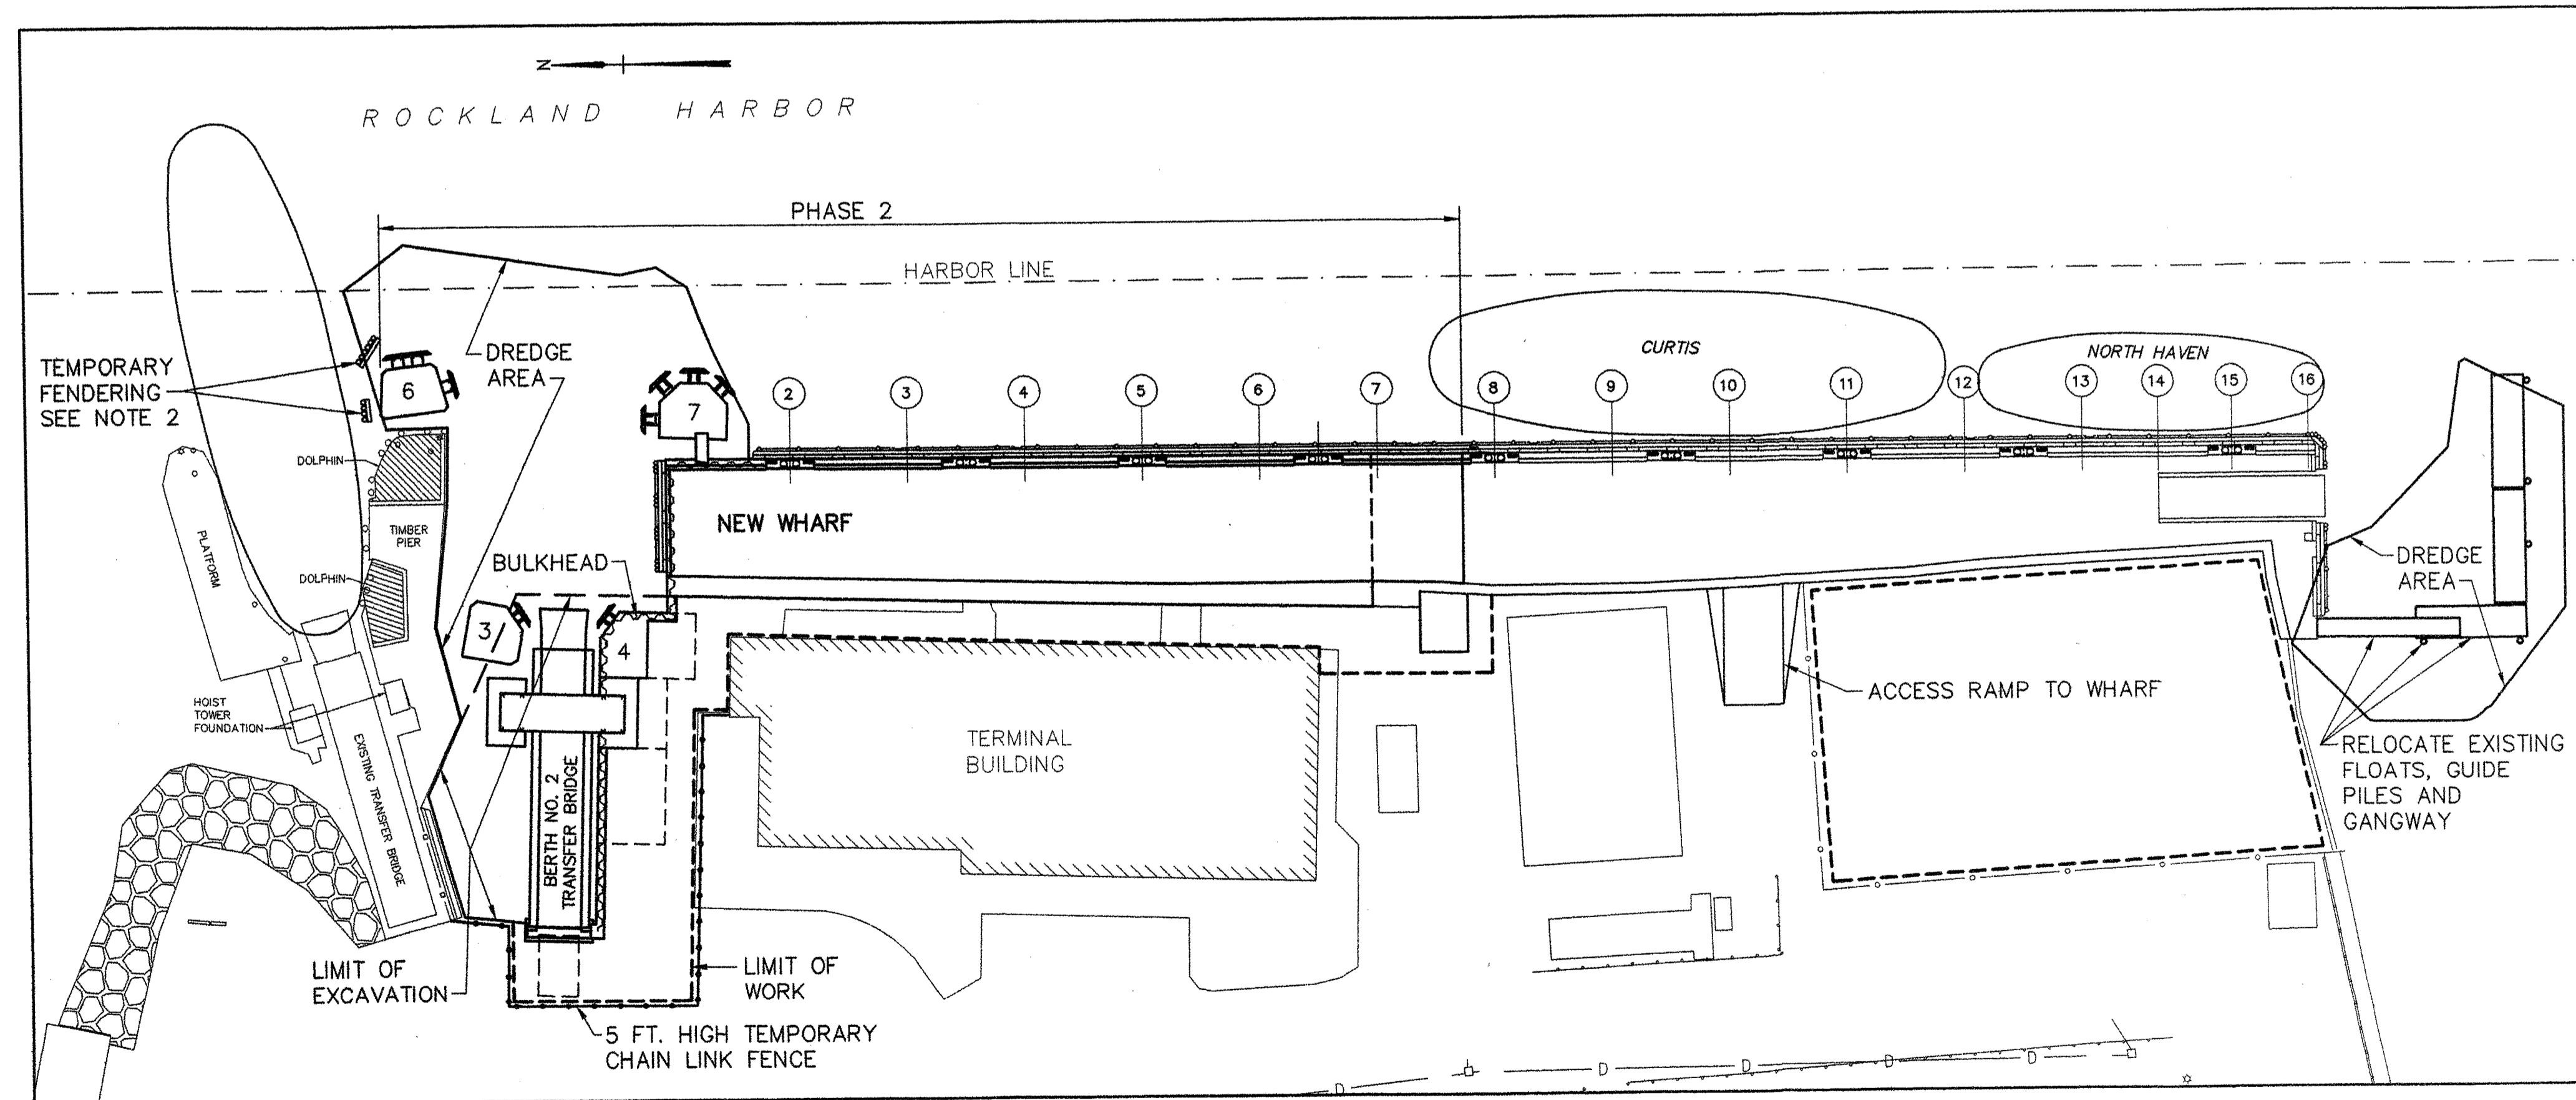 N
ROCKLAND HARBOR
PHASE 2
HARBOR LINE
TEMPORARY
FENDERING
SEE NOTE 2
DREDGE
AREA
6
7
2
3
4
5
6
7
8
9
10
11
12
13
14
15
16
CURTIS
NORTH HAVEN
DOLPHIN
TIMBER
PIER
DOLPHIN
PLATFORM
NEW WHARF
BULKHEAD
3
4
HOIST
TOWER
FOUNDATION
EXISTING TRANSFER BRIDGE
BERTH NO. 2
TRANSFER BRIDGE
TERMINAL
BUILDING
ACCESS RAMP TO WHARF
DREDGE
AREA
RELOCATE EXISTING
FLOATS, GUIDE
PILES AND
GANGWAY
LIMIT OF
EXCAVATION
LIMIT OF
WORK
5 FT. HIGH TEMPORARY
CHAIN LINK FENCE
D
D
D
D
D